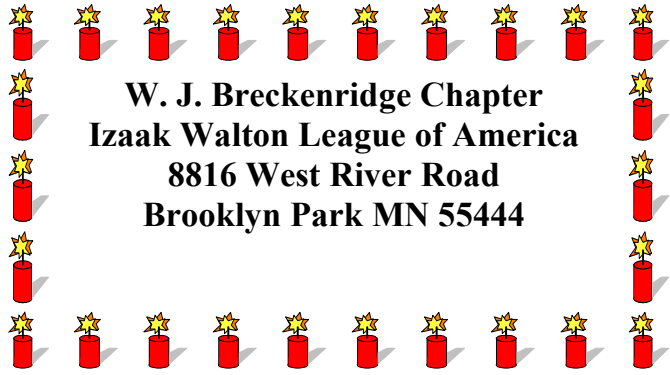 W. J. Breckenridge Chapter
Izaak Walton League of America
8816 West River Road
Brooklyn Park MN 55444